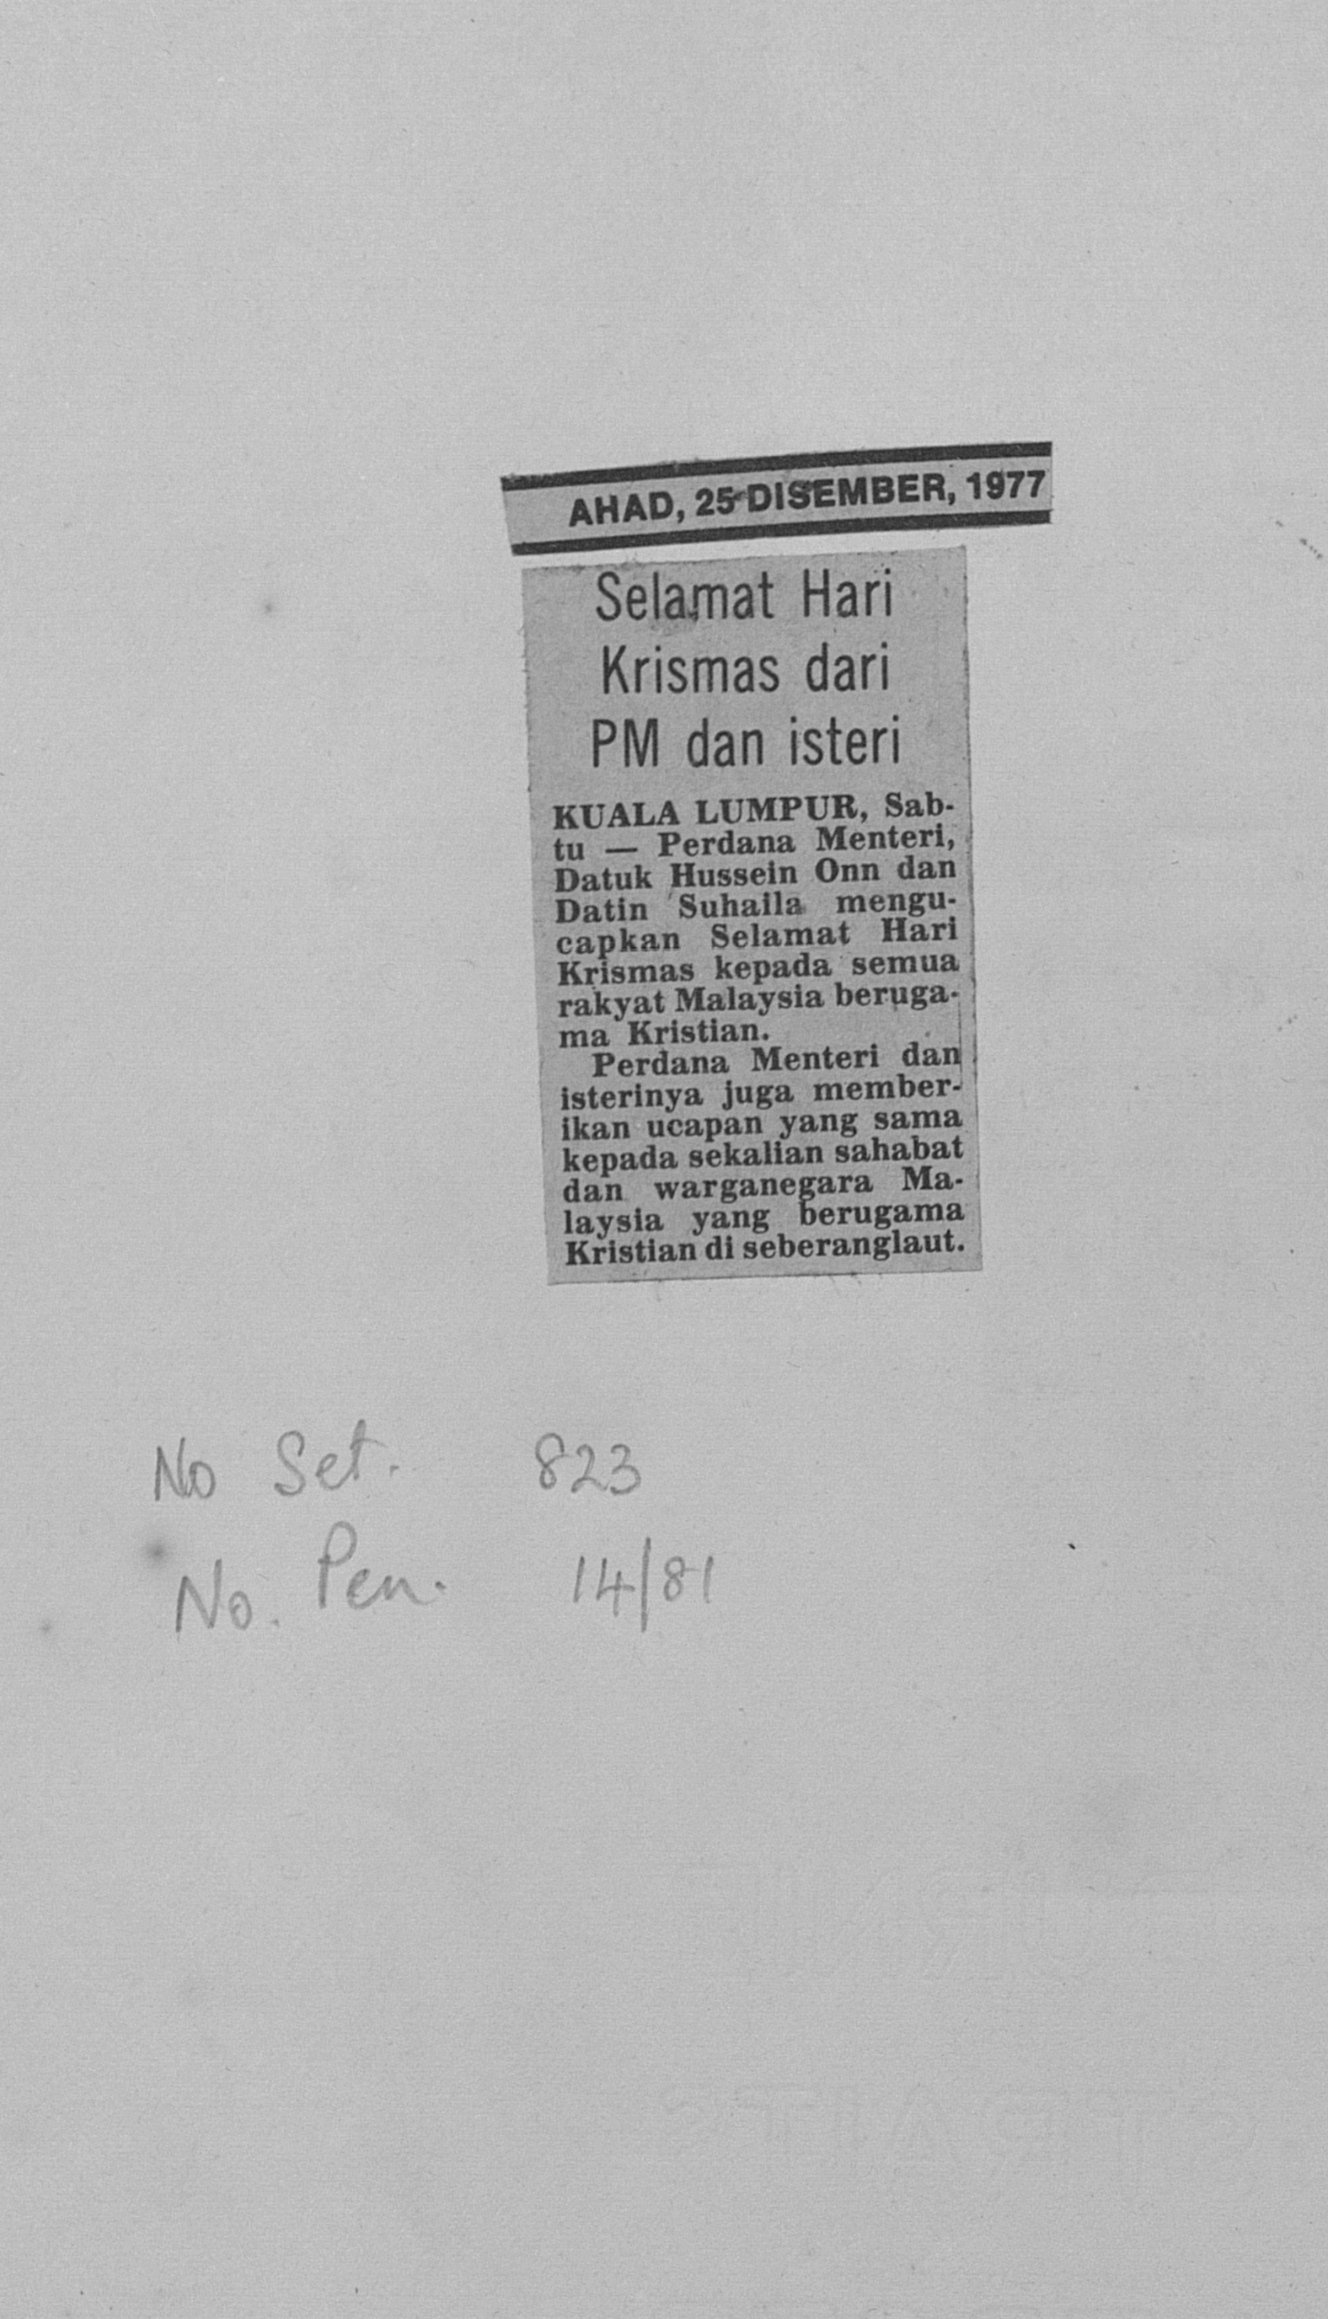 AHAD, 25 DISEMBER, 1977
Selamat Hari
Krismas dari
PM dan isteri
KUALA LUMPUR, Sab-
tu — Perdana Menteri,
Datuk Hussein Onn dan
Datin Suhaila mengu-
capkan Selamat Hari
Krismas kepada semua
rakyat Malaysia beruga-
ma Kristian.
Perdana Menteri dan
isterinya juga member-
ikan ucapan yang sama
kepada sekalian sahabat
dan warganegara Ma-
laysia yang berugama
Kristian di seberanglaut.
No Set. 823
No. Pen. 14/81